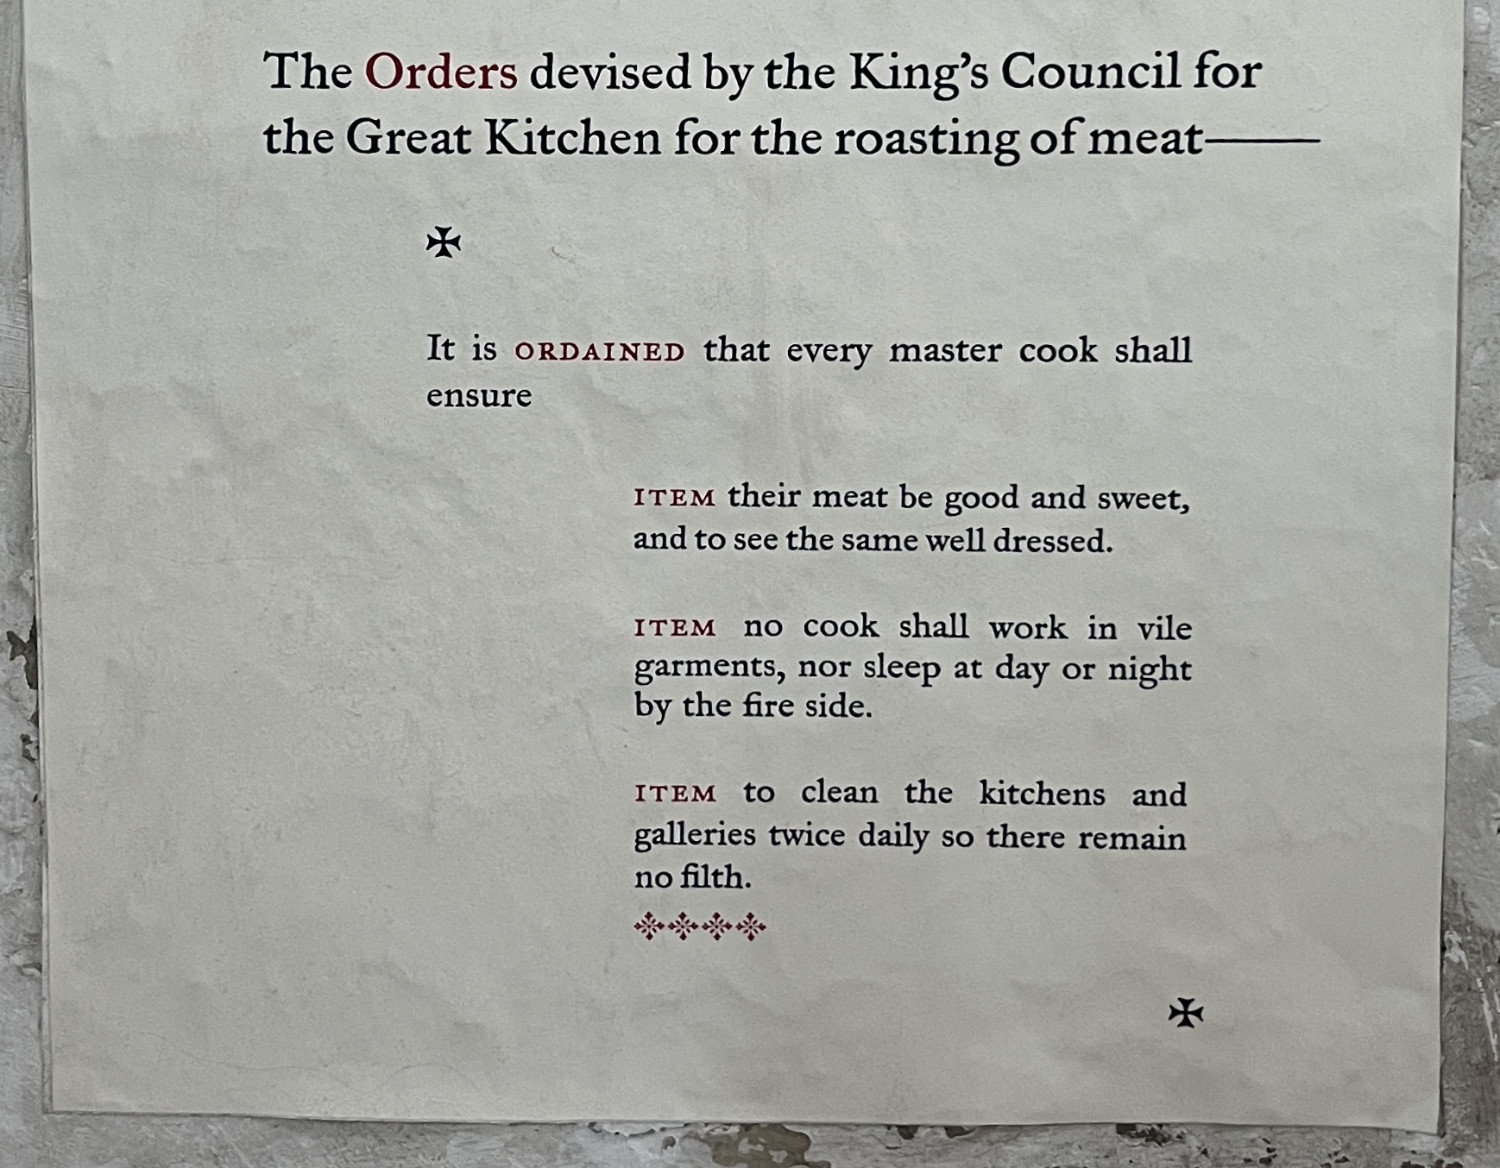 The Orders devised by the King's Council for
the Great Kitchen for the roasting of meat——
✠
It is ORDAINED that every master cook shall
ensure
ITEM their meat be good and sweet,
and to see the same well dressed.
ITEM no cook shall work in vile
garments, nor sleep at day or night
by the fire side.
ITEM to clean the kitchens and
galleries twice daily so there remain
no filth.
✠